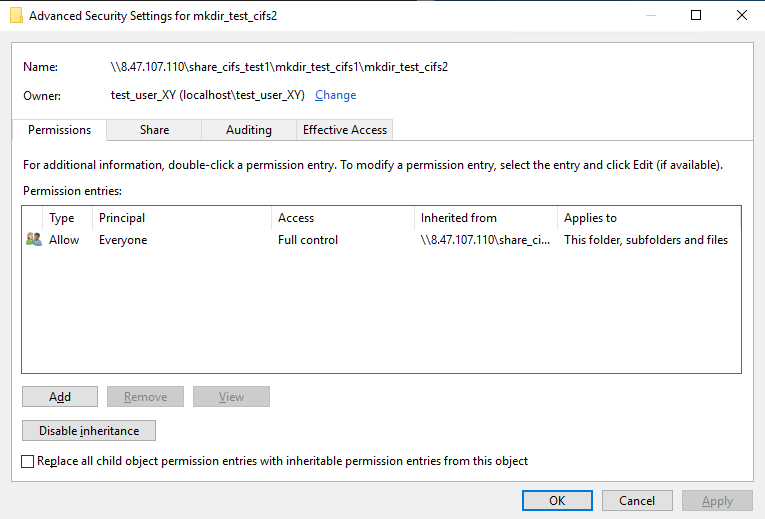 Advanced Security Settings for mkdir_test_cifs2
Name: \\8.47.107.110\share_cifs_test1\mkdir_test_cifs1\mkdir_test_cifs2
Owner: test_user_XY (localhost\test_user_XY) Change
Permissions Share Auditing Effective Access
For additional information, double-click a permission entry. To modify a permission entry, select the entry and click Edit (if available).
Permission entries:
Type Principal Access Inherited from Applies to
Allow Everyone Full control \\8.47.107.110\share_ci... This folder, subfolders and files
Add Remove View
Disable inheritance
Replace all child object permission entries with inheritable permission entries from this object
OK Cancel Apply